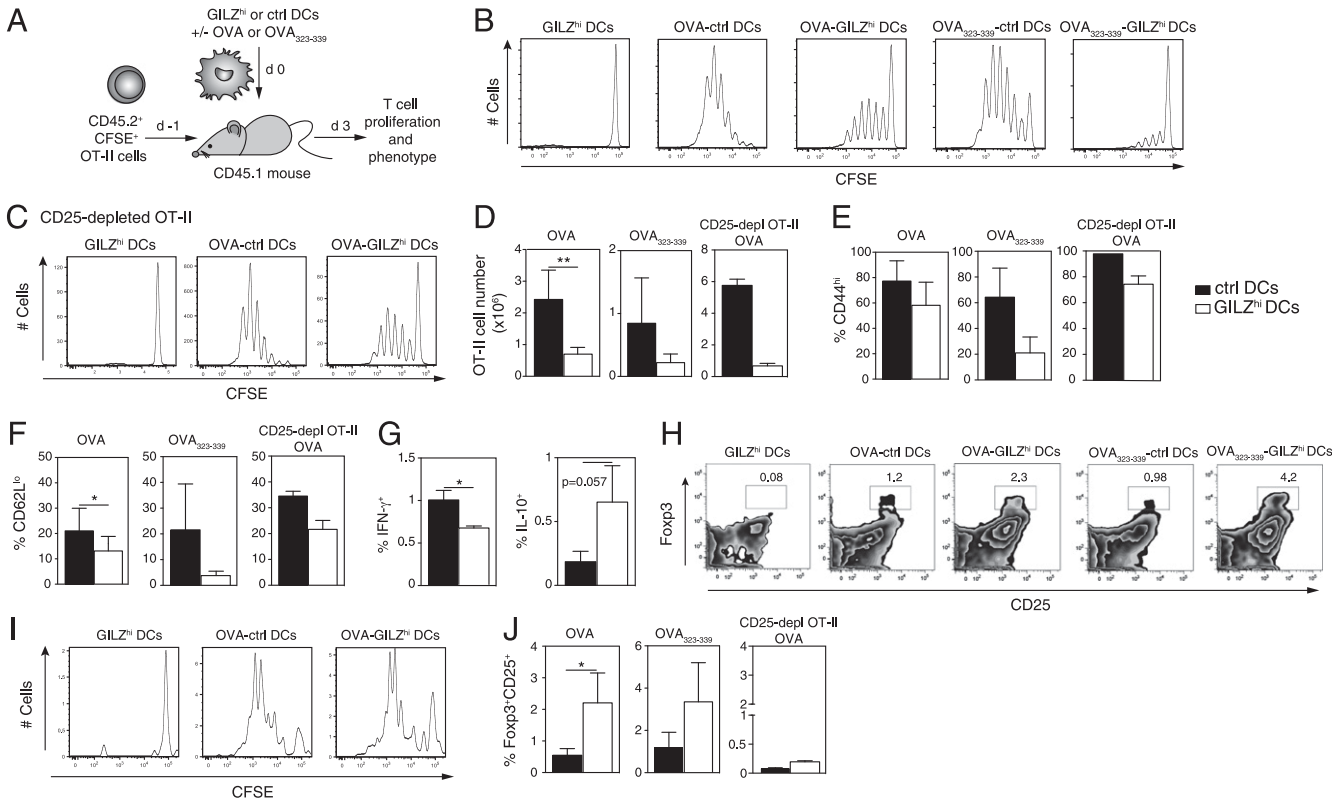 A
GILZhi or ctrl DCs
+/- OVA or OVA323-339
d 0
CD45.2+
CFSE+
OT-II cells
d -1
d 3
T cell
proliferation
and
phenotype
CD45.1 mouse
B
GILZhi DCs
OVA-ctrl DCs
OVA-GILZhi DCs
OVA323-339-ctrl DCs
OVA323-339-GILZhi DCs
# Cells
CFSE
C
CD25-depleted OT-II
GILZhi DCs
OVA-ctrl DCs
OVA-GILZhi DCs
# Cells
CFSE
D
OVA
OVA323-339
CD25-depl OT-II
OVA
OT-II cell number
(x106)
**
E
OVA
OVA323-339
CD25-depl OT-II
OVA
% CD44hi
ctrl DCs
GILZhi DCs
F
OVA
OVA323-339
CD25-depl OT-II
OVA
% CD62Llo
*
G
% IFN-γ+
*
% IL-10+
p=0.057
H
GILZhi DCs
OVA-ctrl DCs
OVA-GILZhi DCs
OVA323-339-ctrl DCs
OVA323-339-GILZhi DCs
0.08
1.2
2.3
0.98
4.2
Foxp3
CD25
I
GILZhi DCs
OVA-ctrl DCs
OVA-GILZhi DCs
# Cells
CFSE
J
OVA
OVA323-339
CD25-depl OT-II
OVA
% Foxp3+CD25+
*